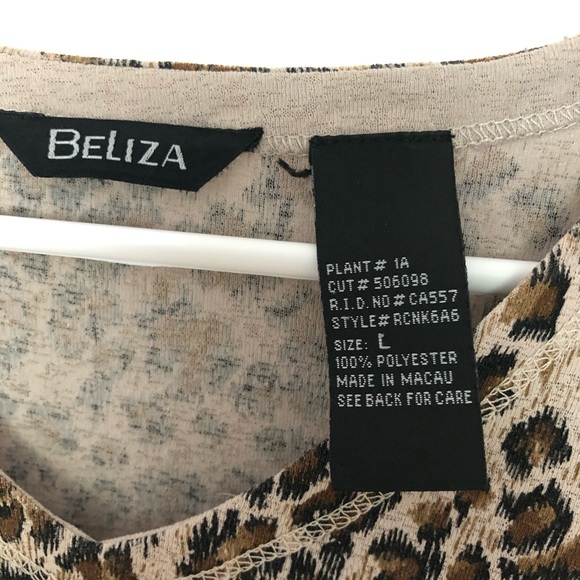 BELIZA
PLANT# 1A
CUT# 506098
R.I.D. NO# CA557
STYLE# RCNK6A6
SIZE: L
100% POLYESTER
MADE IN MACAU
SEE BACK FOR CARE